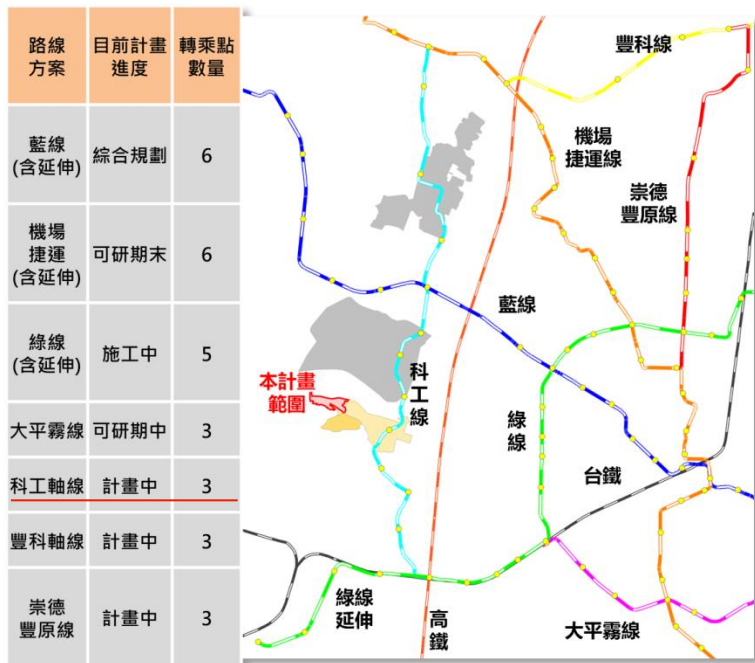 路線
方案
目前計畫
進度
轉乘點
數量
藍線
(含延伸)
綜合規劃
6
機場
捷運
(含延伸)
可研期末
6
綠線
(含延伸)
施工中
5
大平霧線
可研期中
3
科工軸線
計畫中
3
豐科軸線
計畫中
3
崇德
豐原線
計畫中
3
豐科線
機場
捷運線
崇德
豐原線
藍線
科工線
本計畫
範圍
綠線
台鐵
綠線
延伸
高鐵
大平霧線